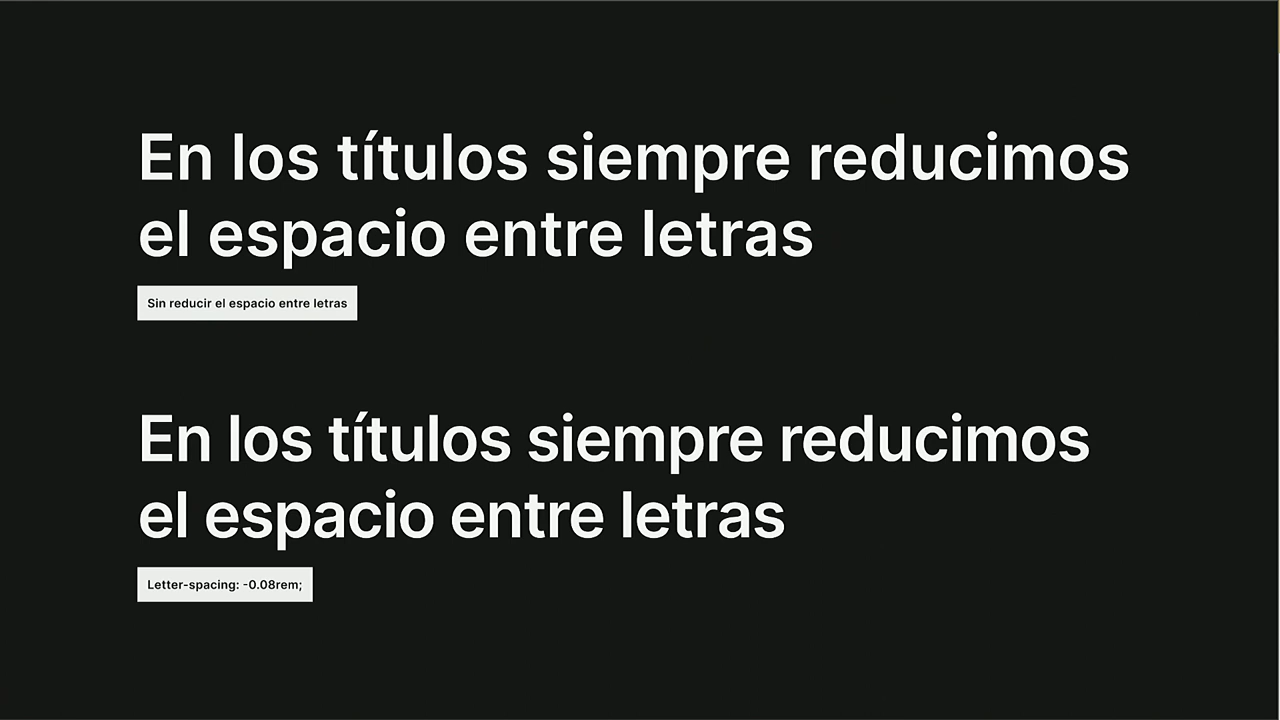 En los títulos siempre reducimos
el espacio entre letras
Sin reducir el espacio entre letras
En los títulos siempre reducimos
el espacio entre letras
Letter-spacing: -0.08rem;